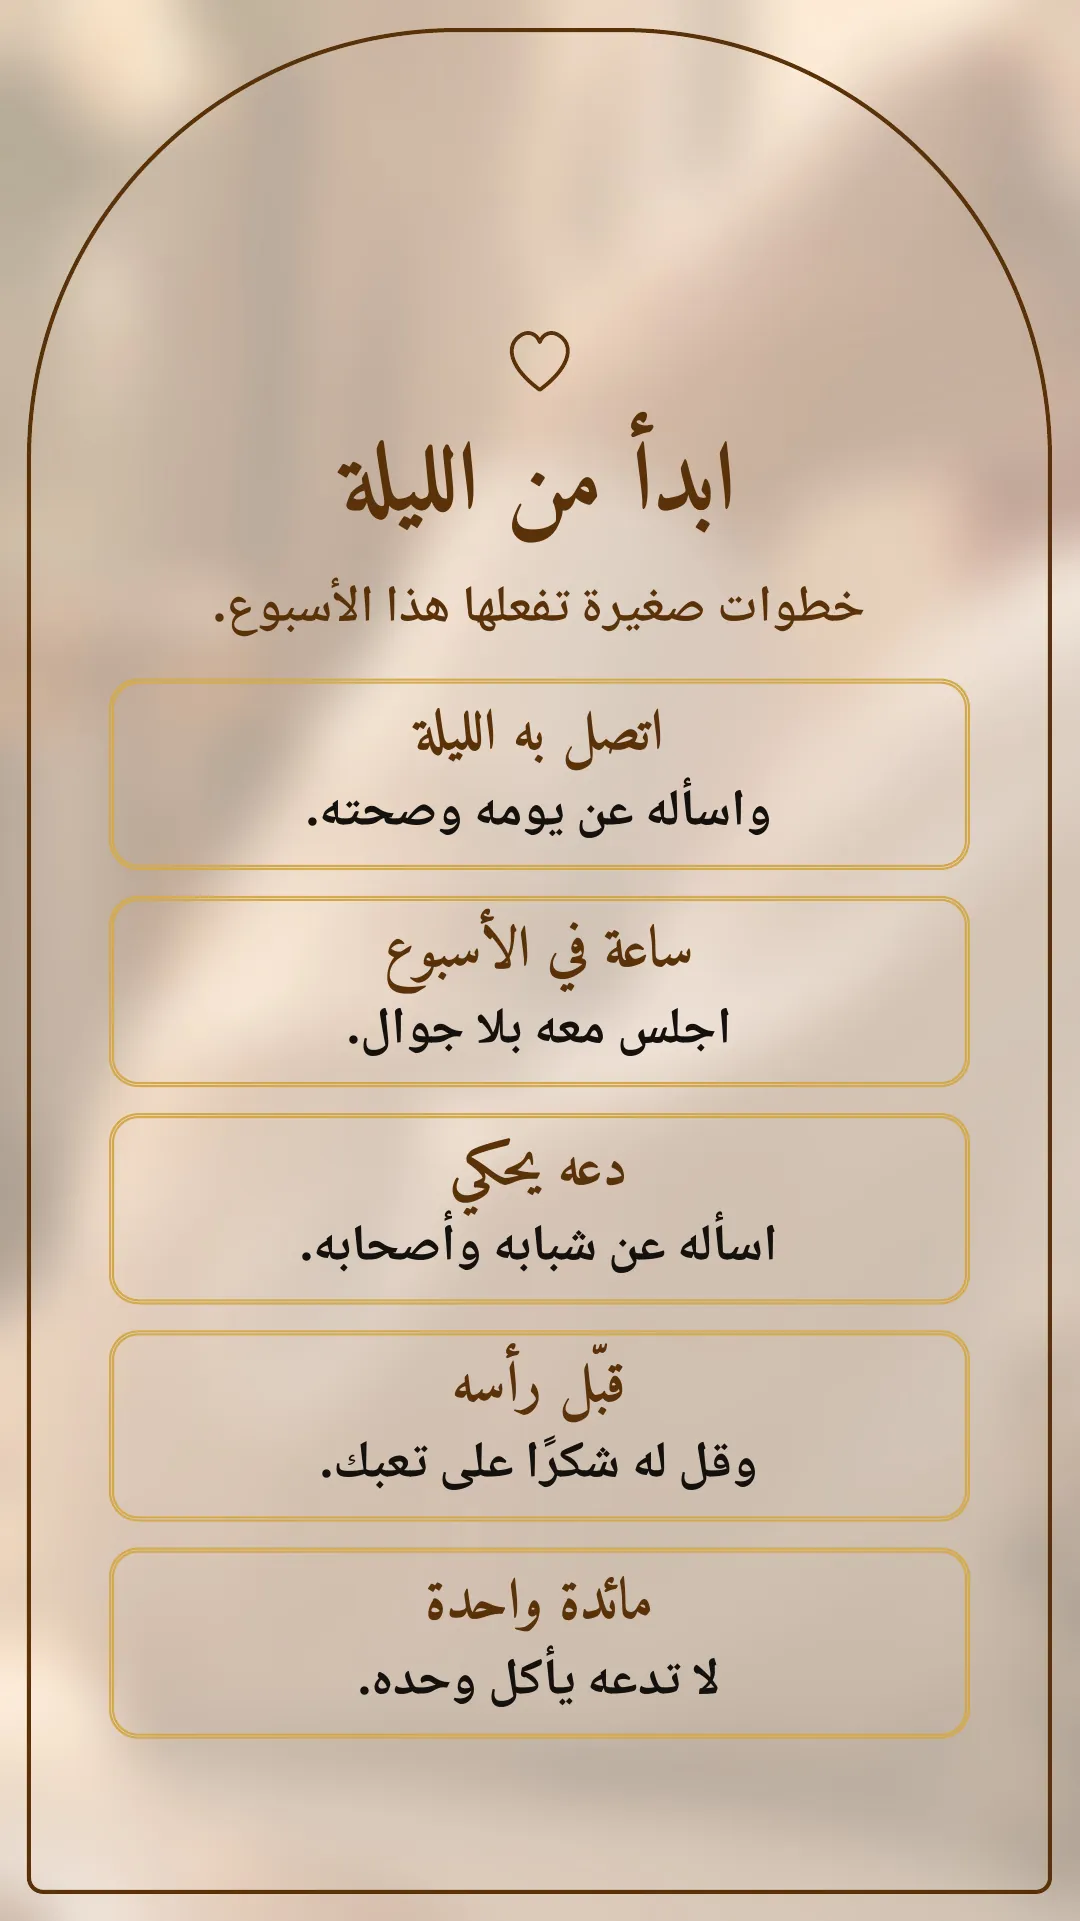 ابدأ من الليلة
خطوات صغيرة تفعلها هذا الأسبوع.
اتصل به الليلة
واسأله عن يومه وصحته.
ساعة في الأسبوع
اجلس معه بلا جوال.
دعه يحكي
اسأله عن شبابه وأصحابه.
قبّل رأسه
وقل له شكرًا على تعبك.
مائدة واحدة
لا تدعه يأكل وحده.